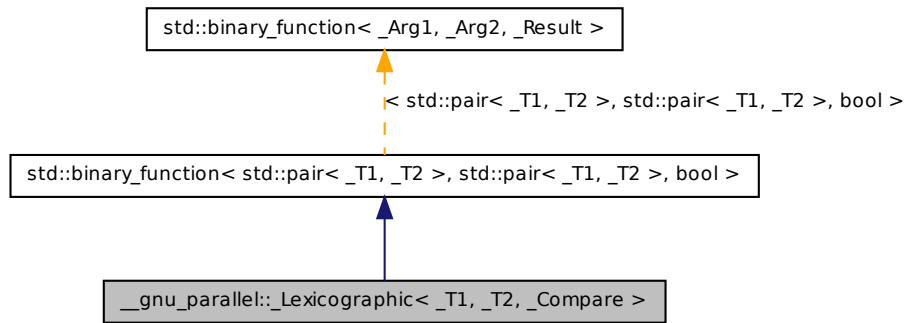 std::binary_function< _Arg1, _Arg2, _Result >
< std::pair< _T1, _T2 >, std::pair< _T1, _T2 >, bool >
std::binary_function< std::pair< _T1, _T2 >, std::pair< _T1, _T2 >, bool >
__gnu_parallel::_Lexicographic< _T1, _T2, _Compare >